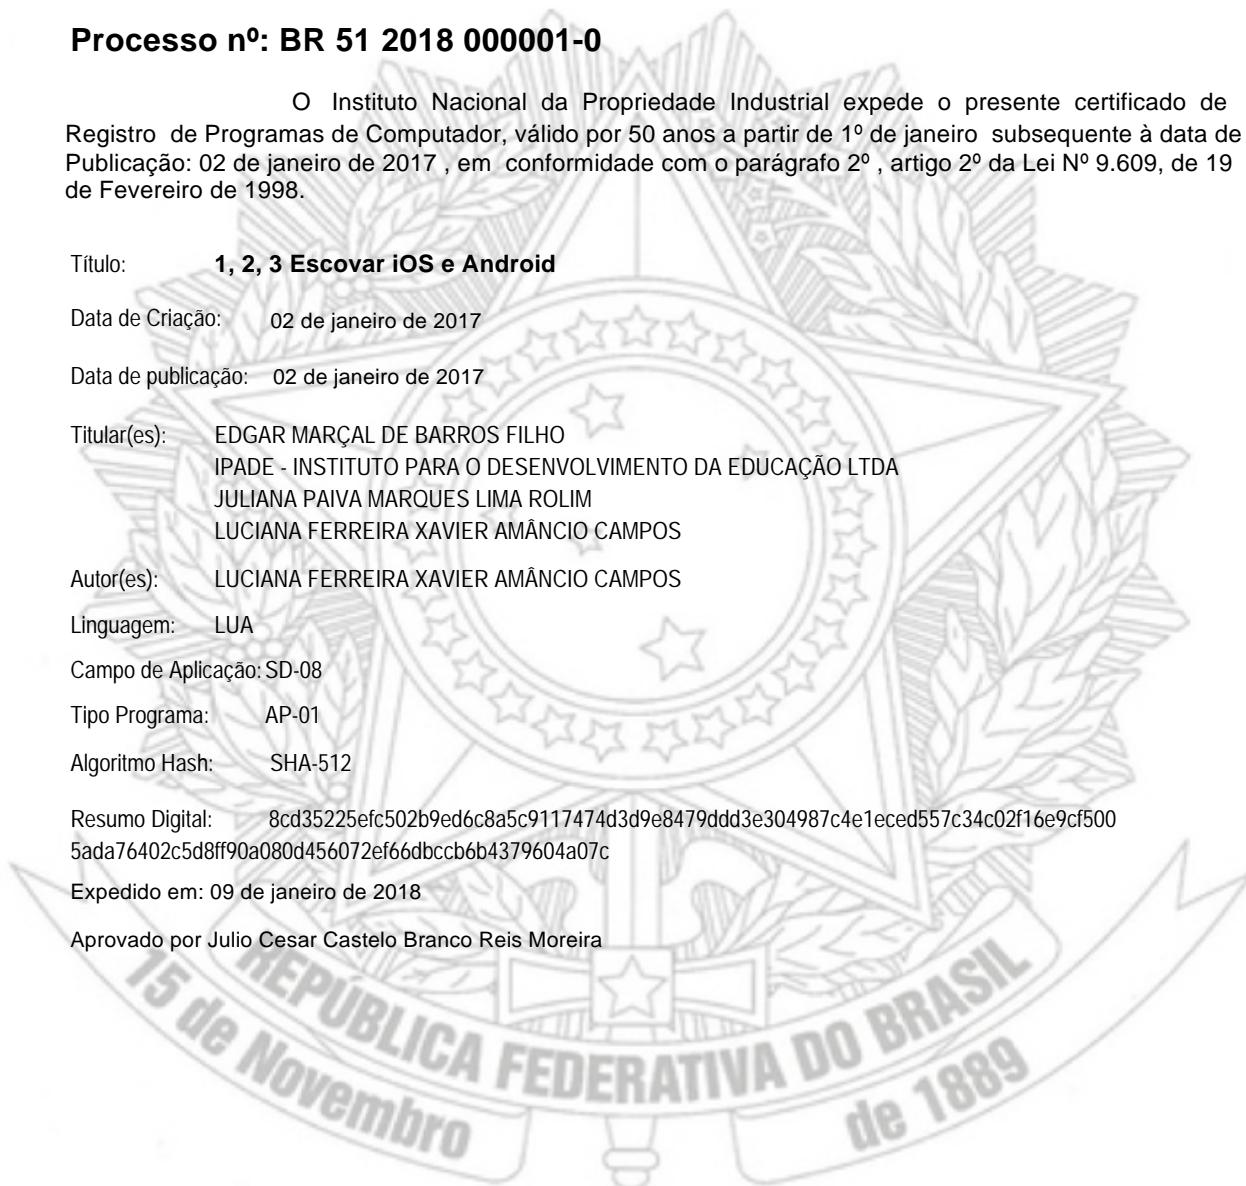 Processo nº: BR 51 2018 000001-0
O Instituto Nacional da Propriedade Industrial expede o presente certificado de
Registro de Programas de Computador, válido por 50 anos a partir de 1º de janeiro subsequente à data de
Publicação: 02 de janeiro de 2017 , em conformidade com o parágrafo 2º , artigo 2º da Lei Nº 9.609, de 19
de Fevereiro de 1998.
Título: 1, 2, 3 Escovar iOS e Android
Data de Criação: 02 de janeiro de 2017
Data de publicação: 02 de janeiro de 2017
Titular(es): EDGAR MARÇAL DE BARROS FILHO
IPADE - INSTITUTO PARA O DESENVOLVIMENTO DA EDUCAÇÃO LTDA
JULIANA PAIVA MARQUES LIMA ROLIM
LUCIANA FERREIRA XAVIER AMÂNCIO CAMPOS
Autor(es): LUCIANA FERREIRA XAVIER AMÂNCIO CAMPOS
Linguagem: LUA
Campo de Aplicação: SD-08
Tipo Programa: AP-01
Algoritmo Hash: SHA-512
Resumo Digital: 8cd35225efc502b9ed6c8a5c9117474d3d9e8479ddd3e304987c4e1eced557c34c02f16e9cf500
5ada76402c5d8ff90a080d456072ef66dbccb6b4379604a07c
Expedido em: 09 de janeiro de 2018
Aprovado por Julio Cesar Castelo Branco Reis Moreira
REPÚBLICA FEDERATIVA DO BRASIL
15 de Novembro de 1889